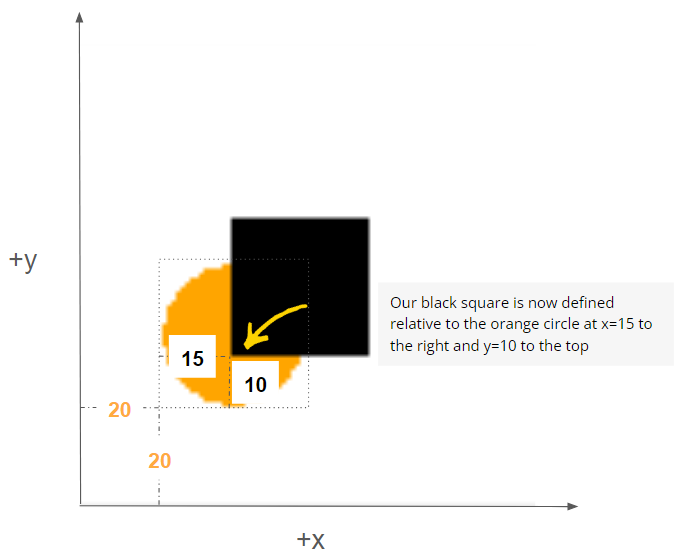 +y
Our black square is now defined
relative to the orange circle at x=15 to
the right and y=10 to the top
15
10
20
20
+x